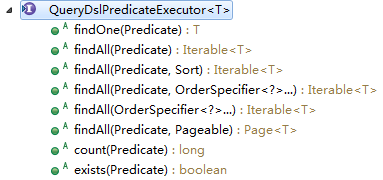 QueryDslPredicateExecutor<T>
findOne(Predicate) : T
findAll(Predicate) : Iterable<T>
findAll(Predicate, Sort) : Iterable<T>
findAll(Predicate, OrderSpecifier<?>...) : Iterable<T>
findAll(OrderSpecifier<?>...) : Iterable<T>
findAll(Predicate, Pageable) : Page<T>
count(Predicate) : long
exists(Predicate) : boolean